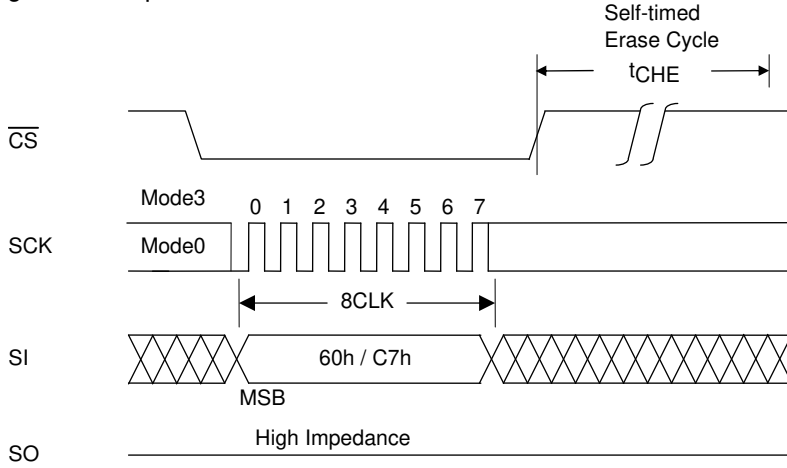 Self-timed
Erase Cycle
tCHE
CS
Mode3
0 1 2 3 4 5 6 7
SCK
Mode0
8CLK
SI
60h / C7h
MSB
High Impedance
SO